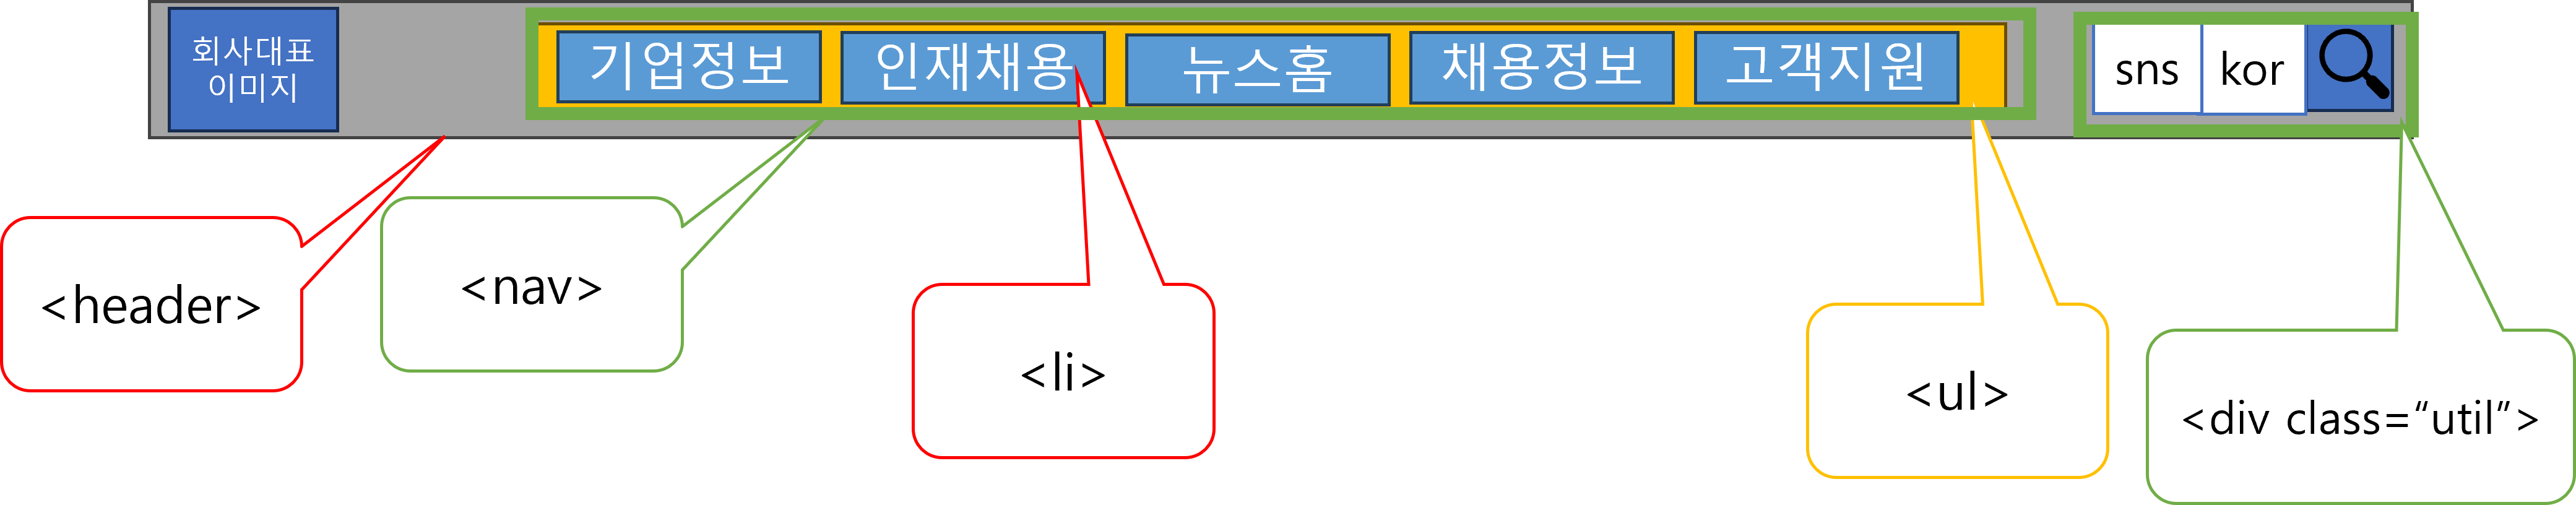 회사대표
이미지
기업정보
인재채용
뉴스홈
채용정보
고객지원
sns
kor
<header>
<nav>
<li>
<ul>
<div class=“util”>